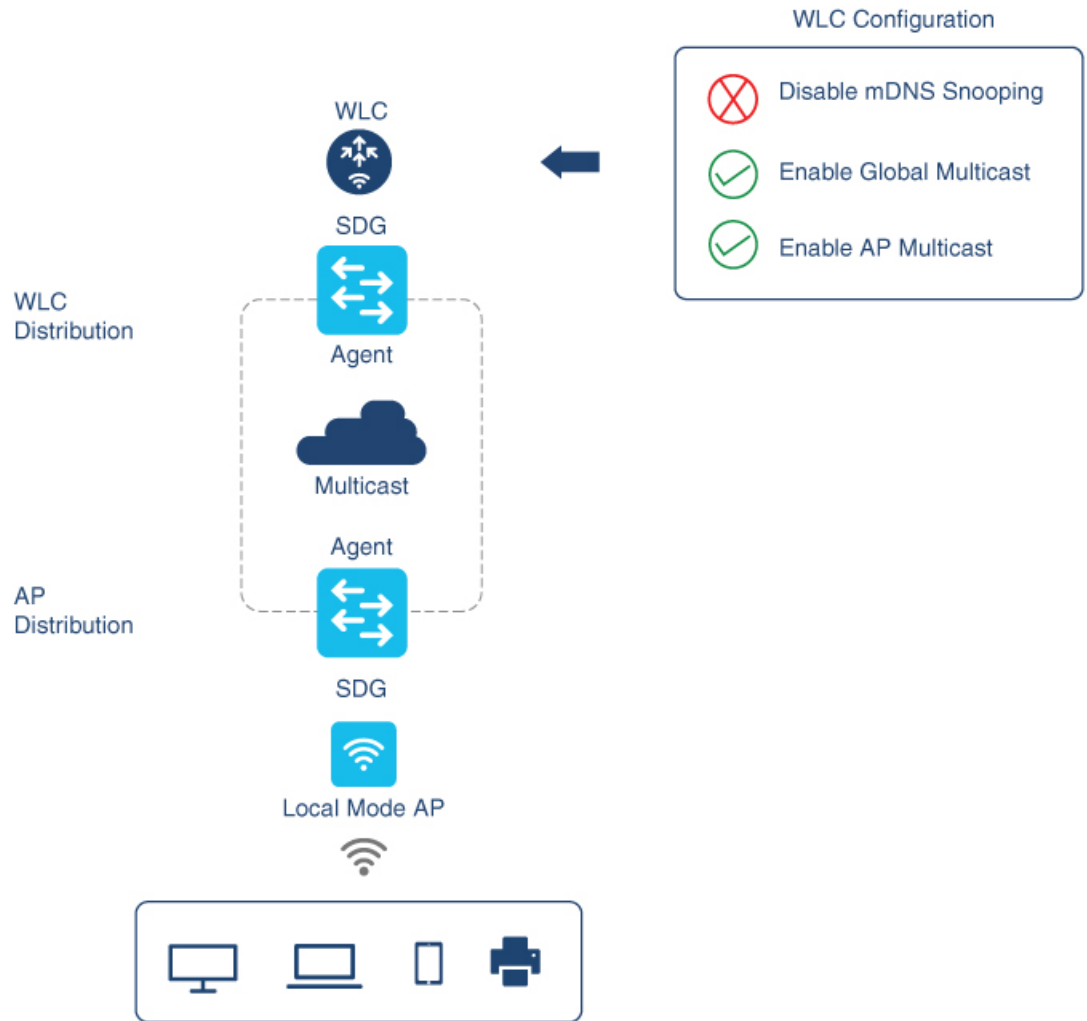 WLC Configuration
Disable mDNS Snooping
Enable Global Multicast
Enable AP Multicast
WLC
SDG
WLC
Distribution
Agent
Multicast
Agent
AP
Distribution
SDG
Local Mode AP